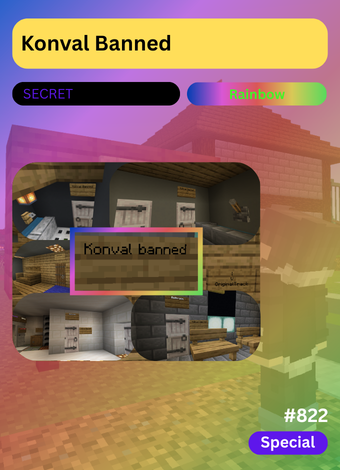 Konval Banned
SECRET
Rainbow
Konval banned
#822
Special